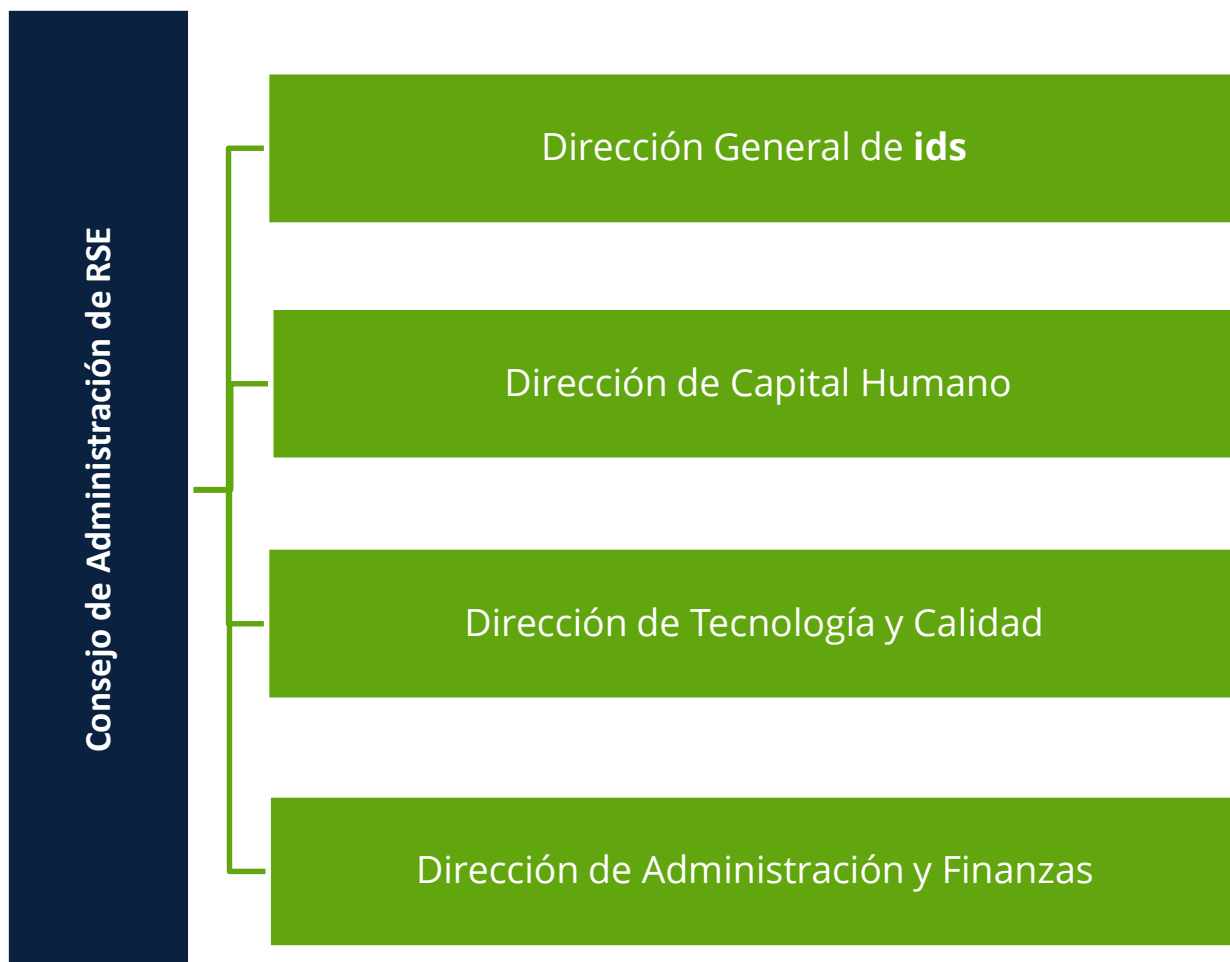 Consejo de Administración de RSE
Dirección General de ids
Dirección de Capital Humano
Dirección de Tecnología y Calidad
Dirección de Administración y Finanzas